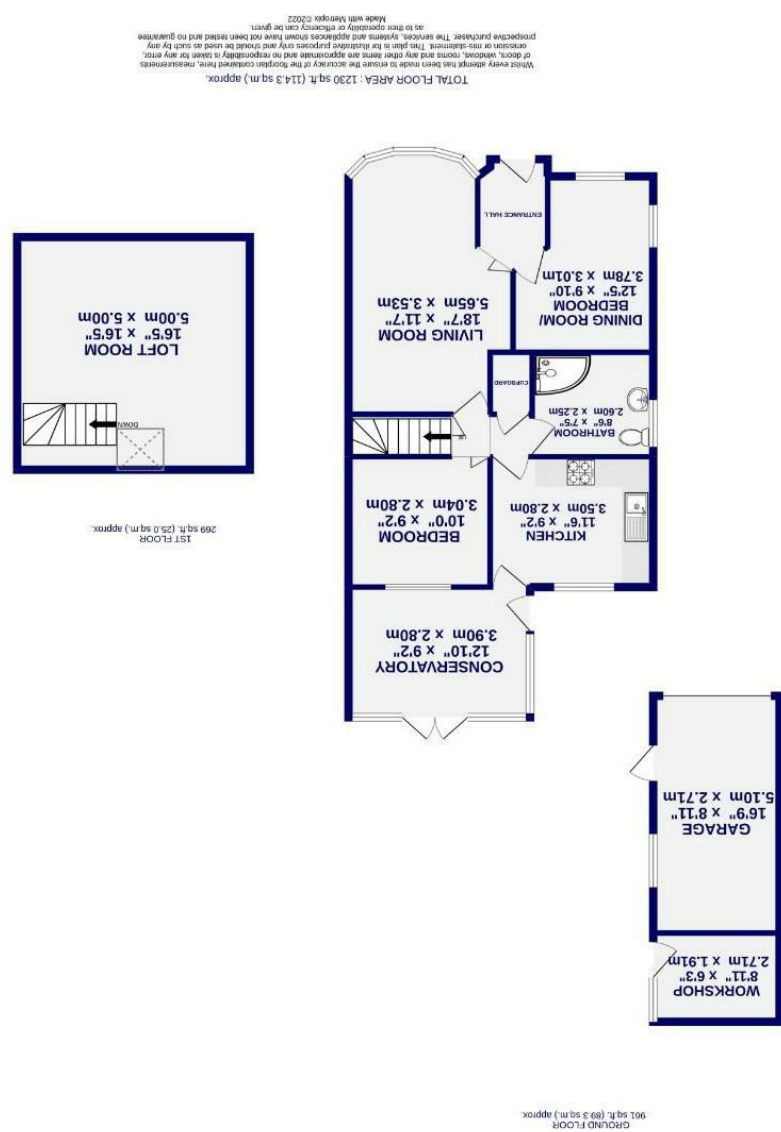 GROUND FLOOR
961 sq.ft. (89.3 sq.m.) approx.
WORKSHOP
8'11" x 6'3"
2.71m x 1.91m
GARAGE
16'9" x 8'11"
5.10m x 2.71m
CONSERVATORY
12'10" x 9'2"
3.90m x 2.80m
KITCHEN
11'6" x 9'2"
3.50m x 2.80m
BEDROOM
10'0" x 9'2"
3.04m x 2.80m
UP
BATHROOM
8'6" x 7'5"
2.60m x 2.25m
CUPBOARD
LIVING ROOM
18'7" x 11'7"
5.65m x 3.53m
DINING ROOM/
BEDROOM
12'5" x 9'10"
3.78m x 3.01m
ENTRANCE HALL
1ST FLOOR
269 sq.ft. (25.0 sq.m.) approx.
DOWN
LOFT ROOM
16'5" x 16'5"
5.00m x 5.00m
TOTAL FLOOR AREA : 1230 sq.ft. (114.3 sq.m.) approx.
Whilst every attempt has been made to ensure the accuracy of the floorplan contained here, measurements
of doors, windows, rooms and any other items are approximate and no responsibility is taken for any error,
omission or mis-statement. This plan is for illustrative purposes only and should be used as such by any
prospective purchaser. The services, systems and appliances shown have not been tested and no guarantee
as to their operability or efficiency can be given.
Made with Metropix ©2022